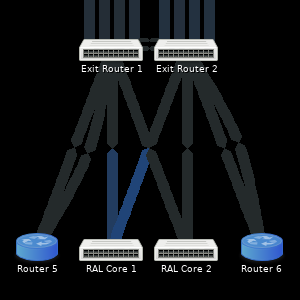 Exit Router 1
Exit Router 2
Router 5
RAL Core 1
RAL Core 2
Router 6